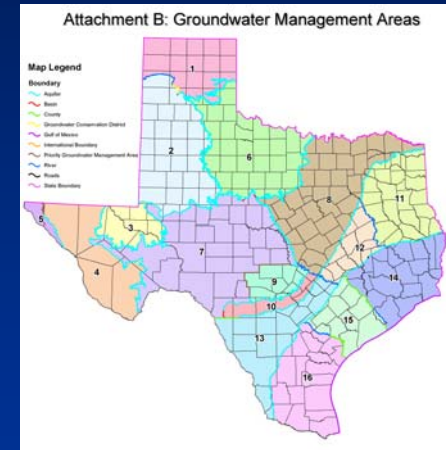 Attachment B: Groundwater Management Areas
Map Legend
Boundary
Aquifer
Basin
County
Groundwater Conservation District
Gulf of Mexico
International Boundary
Priority Groundwater Management Area
River
Roads
State Boundary
1
2
6
8
11
5
3
4
7
12
9
14
10
15
13
16